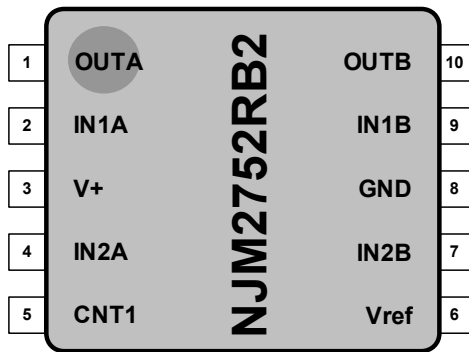 1 OUTA OUTB 10
2 IN1A IN1B 9
3 V+ GND 8
4 IN2A IN2B 7
5 CNT1 Vref 6
NJM2752RB2